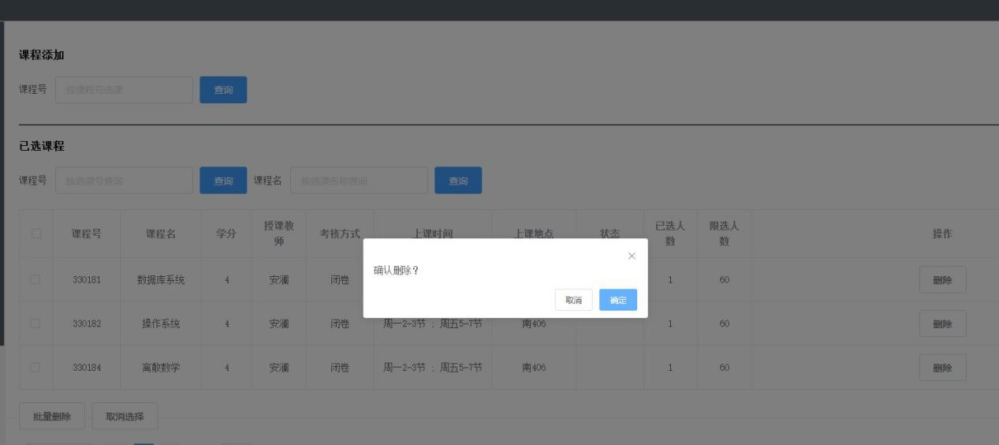 课程添加
课程号 按课程号选课 查询
已选课程
课程号 按选课号查询 查询 课程名 按选课名称查询 查询
课程号 课程名 学分 授课教师 考核方式 上课时间 上课地点 状态 已选人数 限选人数 操作
330181 数据库系统 4 安澜 闭卷 1 60 删除
确认删除?
取消 确定
330182 操作系统 4 安澜 闭卷 周一2-3节 ; 周五5-7节 南406 1 60 删除
330184 离散数学 4 安澜 闭卷 周一2-3节 ; 周五5-7节 南406 1 60 删除
批量删除 取消选择